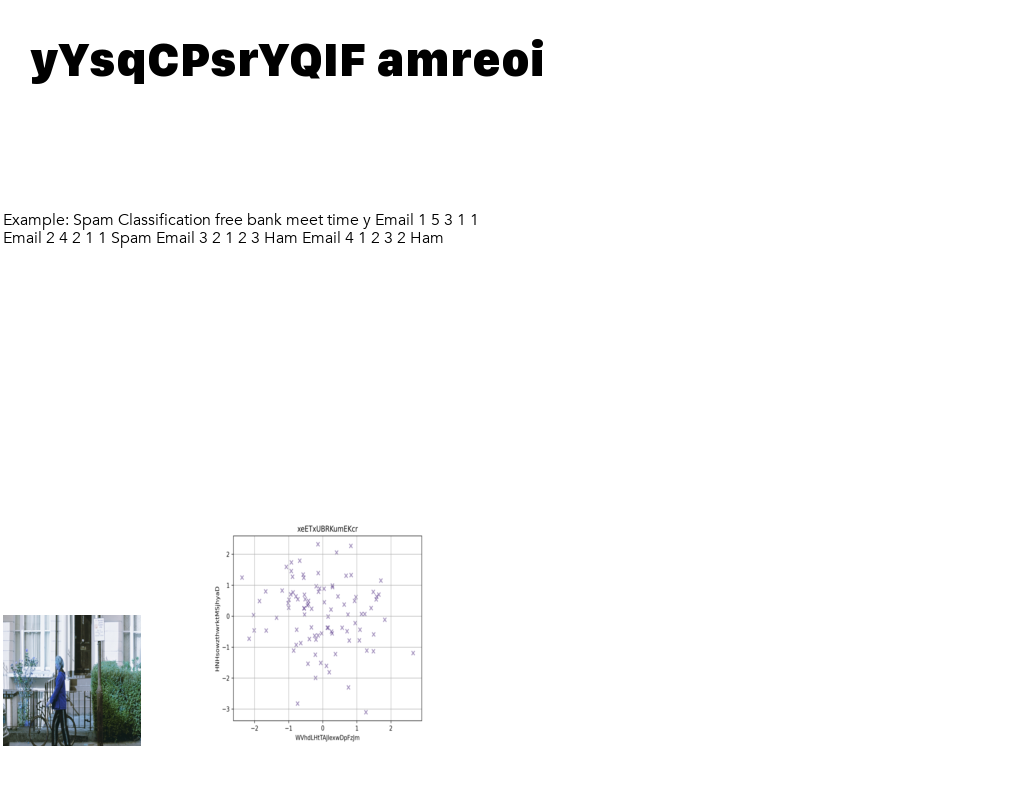 yYsqCPsrYQIF amreoi
Example: Spam Classification free bank meet time y Email 1 5 3 1 1
Email 2 4 2 1 1 Spam Email 3 2 1 2 3 Ham Email 4 1 2 3 2 Ham
xeETxUBRKumEKcr
2
1
0
−1
−2
−3
−2 −1 0 1 2